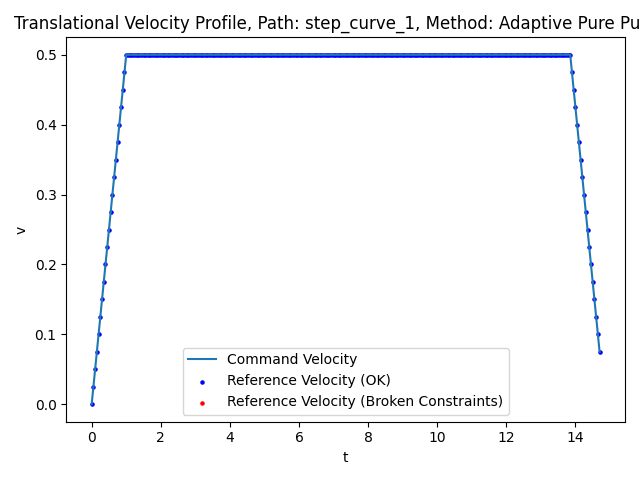 Translational Velocity Profile, Path: step_curve_1, Method: Adaptive Pure Pu
0.5
0.4
0.3
0.2
0.1
0.0
v
Command Velocity
Reference Velocity (OK)
Reference Velocity (Broken Constraints)
0 2 4 6 8 10 12 14
t